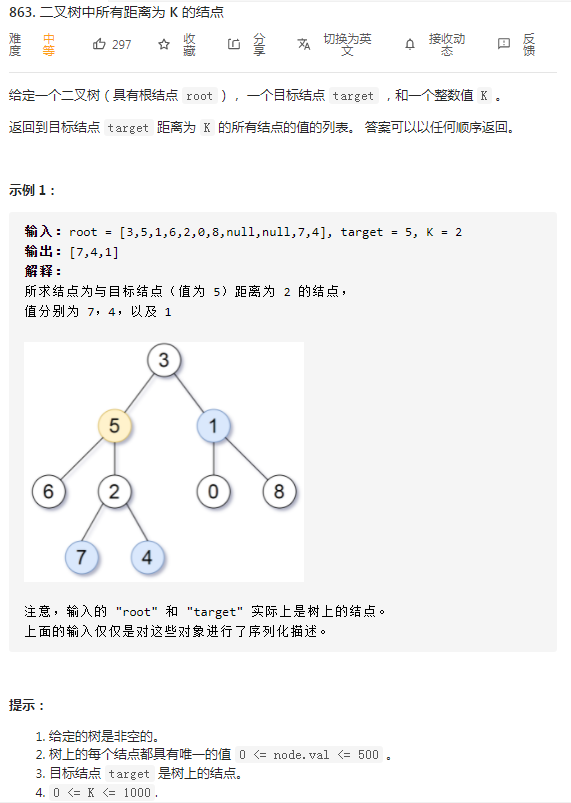 863. 二叉树中所有距离为 K 的结点
难度 中等 297 收藏 分享 切换为英文 接收动态 反馈
给定一个二叉树（具有根结点 root）， 一个目标结点 target ，和一个整数值 K 。
返回到目标结点 target 距离为 K 的所有结点的值的列表。 答案可以以任何顺序返回。
示例 1：
输入：root = [3,5,1,6,2,0,8,null,null,7,4], target = 5, K = 2
输出：[7,4,1]
解释：
所求结点为与目标结点（值为 5）距离为 2 的结点，
值分别为 7，4，以及 1
3
5 1
6 2 0 8
7 4
注意，输入的 "root" 和 "target" 实际上是树上的结点。
上面的输入仅仅是对这些对象进行了序列化描述。
提示：
1. 给定的树是非空的。
2. 树上的每个结点都具有唯一的值 0 <= node.val <= 500 。
3. 目标结点 target 是树上的结点。
4. 0 <= K <= 1000.